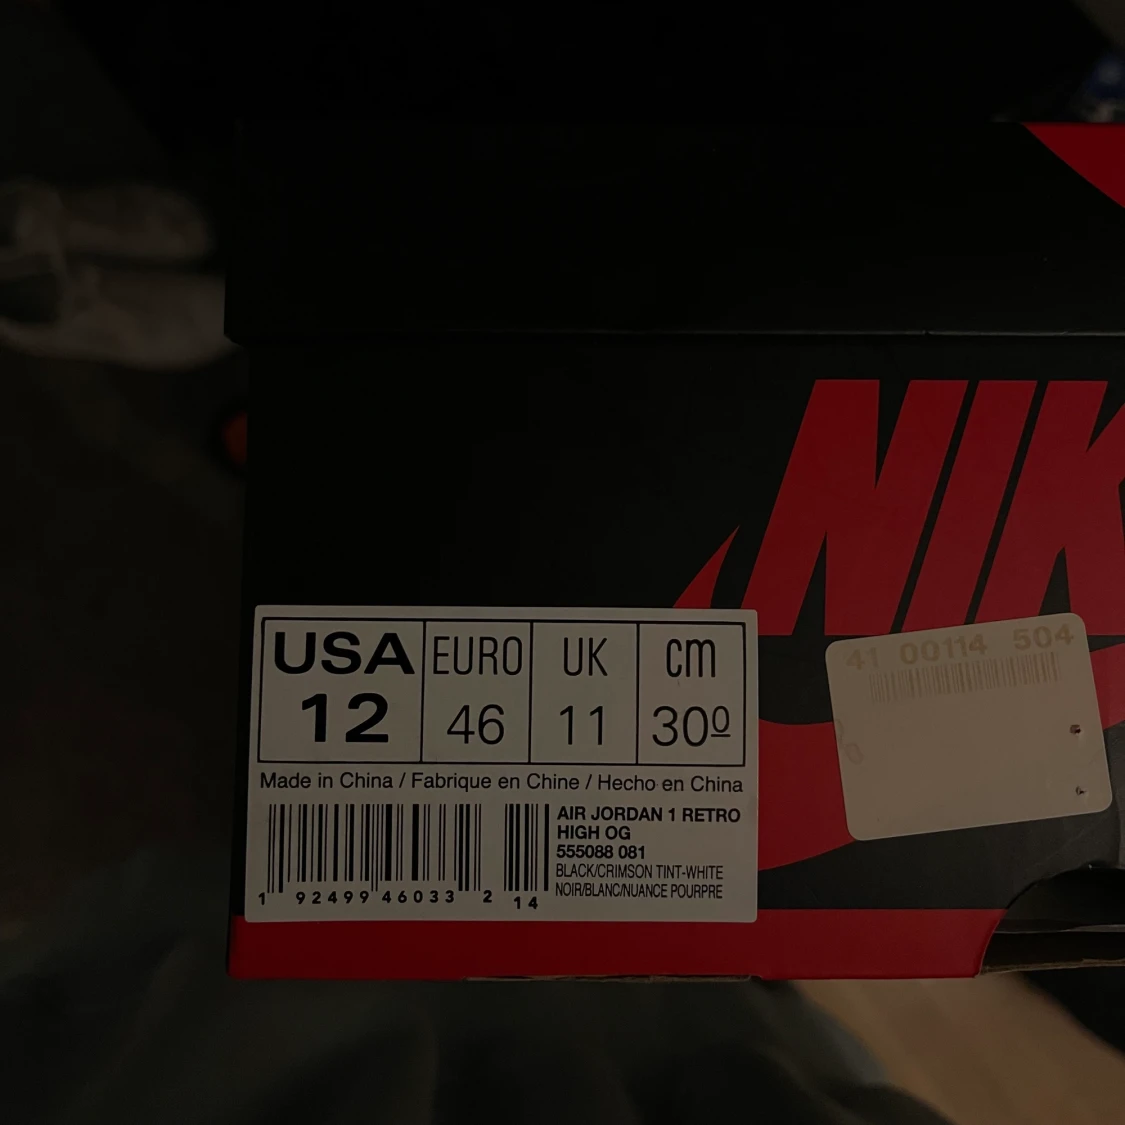 NIK
USA EURO UK cm
12 46 11 30º
Made in China / Fabrique en Chine / Hecho en China
AIR JORDAN 1 RETRO
HIGH OG
555088 081
BLACK/CRIMSON TINT-WHITE
NOIR/BLANC/NUANCE POURPRE
1 92499 46033 2 14
41 00114 504